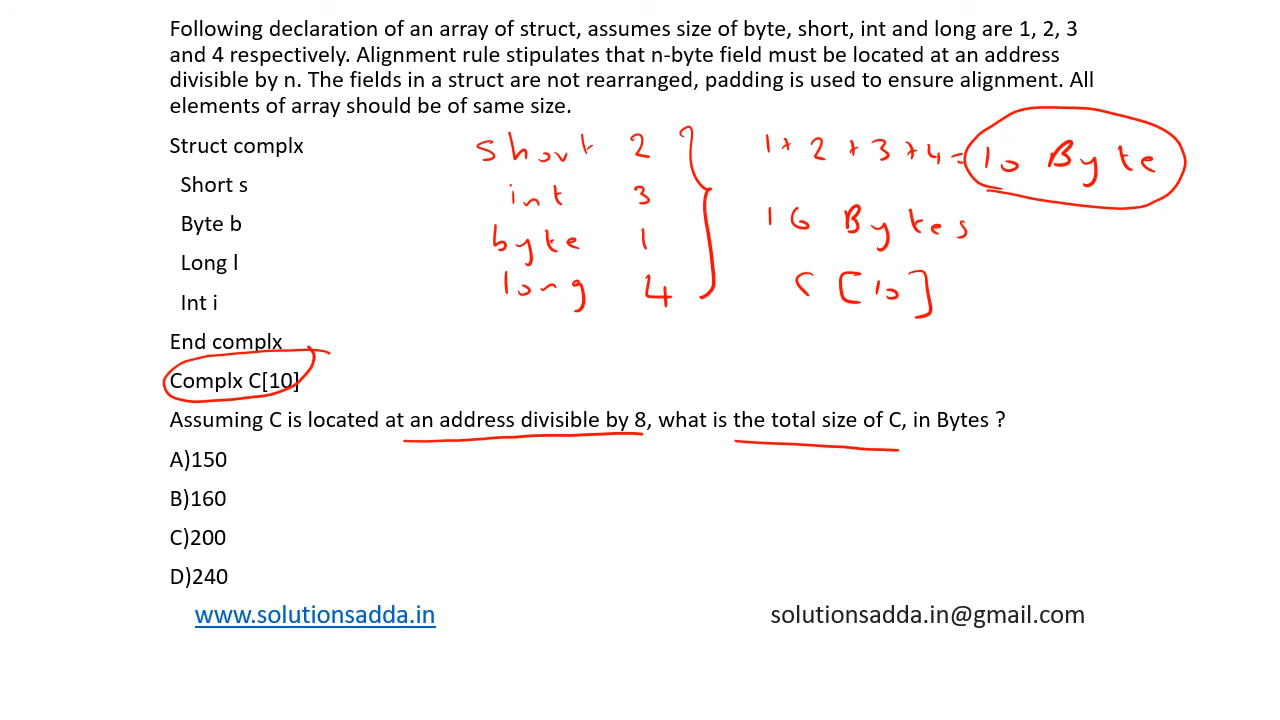 Following declaration of an array of struct, assumes size of byte, short, int and long are 1, 2, 3
and 4 respectively. Alignment rule stipulates that n-byte field must be located at an address
divisible by n. The fields in a struct are not rearranged, padding is used to ensure alignment. All
elements of array should be of same size.
Struct complx
short 2
1+ 2 + 3 + 4 = 10 Byte
Short s
int 3
Byte b
byte 1
16 Bytes
Long l
long 4
C [10]
Int i
End complx
Complx C[10]
Assuming C is located at an address divisible by 8, what is the total size of C, in Bytes ?
A)150
B)160
C)200
D)240
www.solutionsadda.in
solutionsadda.in@gmail.com